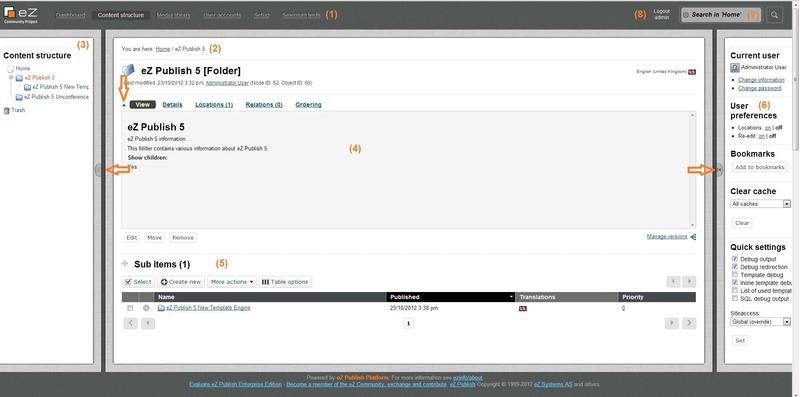 eZ
Community Project
Dashboard Content structure Media library User accounts Setup Selenium tests (1)
(8) Logout
admin
Search in 'Home' (7)
(3)
Content structure
Home
eZ Publish 5
eZ Publish 5 New Temp
eZ Publish 5 Unconference
Trash
You are here: Home / eZ Publish 5 (2)
eZ Publish 5 [Folder]
Last modified: 23/10/2012 3:32 pm, Administrator User (Node ID: 62, Object ID: 60)
English (United Kingdom)
View Details Locations (1) Relations (0) Ordering
eZ Publish 5
eZ Publish 5 information
This folder contains various information about eZ Publish 5.
(4)
Show children:
Yes
Edit Move Remove
Manage versions
Sub items (1) (5)
Select Create new More actions Table options
Name Published Translations Priority
eZ Publish 5 New Template Engine 23/10/2012 3:38 pm 0
1
Current user
Administrator User
Change information
Change password
User
preferences
(6)
Locations: on | off
Re-edit: on | off
Bookmarks
Add to bookmarks
Clear cache
All caches
Clear
Quick settings
Debug output
Debug redirection
Template debug
Inline template debu
List of used templat
SQL debug output
Siteaccess:
Global (override)
Set
Powered by eZ Publish Platform. For more information see ezinfo/about.
Evaluate eZ Publish Enterprise Edition - Become a member of the eZ Community, exchange and contribute. eZ Publish Copyright © 1999-2012 eZ Systems AS and others.